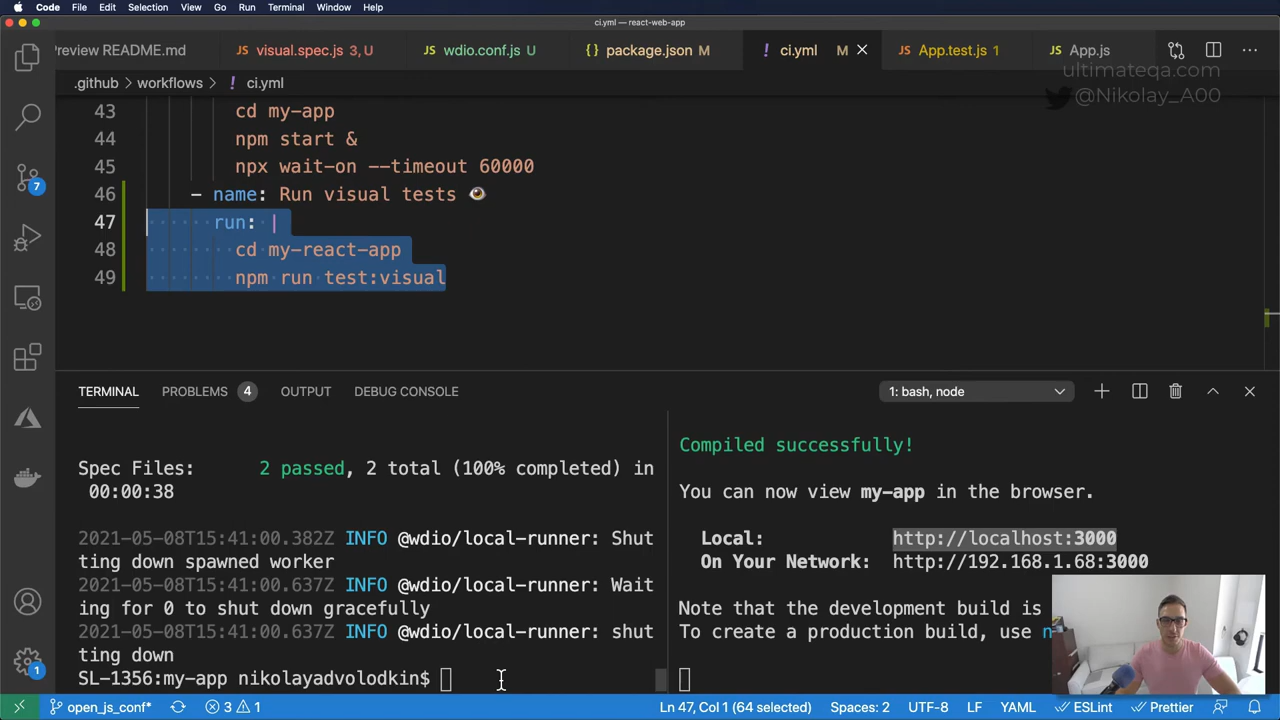 Code File Edit Selection View Go Run Terminal Window Help
ci.yml — react-web-app
Preview README.md
visual.spec.js 3, U
wdio.conf.js U
package.json M
! ci.yml M
App.test.js 1
App.js
ultimateqa.com
@Nikolay_A00
.github › workflows › ! ci.yml
43 cd my-app
44 npm start &
45 npx wait-on --timeout 60000
46 - name: Run visual tests 👁
47 run: |
48 cd my-react-app
49 npm run test:visual
7
1
TERMINAL PROBLEMS 4 OUTPUT DEBUG CONSOLE
1: bash, node
Spec Files: 2 passed, 2 total (100% completed) in
00:00:38
2021-05-08T15:41:00.382Z INFO @wdio/local-runner: Shut
ting down spawned worker
2021-05-08T15:41:00.637Z INFO @wdio/local-runner: Wait
ing for 0 to shut down gracefully
2021-05-08T15:41:00.637Z INFO @wdio/local-runner: shut
ting down
SL-1356:my-app nikolayadvolodkin$
Compiled successfully!
You can now view my-app in the browser.
Local: http://localhost:3000
On Your Network: http://192.168.1.68:3000
Note that the development build is
To create a production build, use n
open_js_conf* 3 1 Ln 47, Col 1 (64 selected) Spaces: 2 UTF-8 LF YAML ESLint Prettier